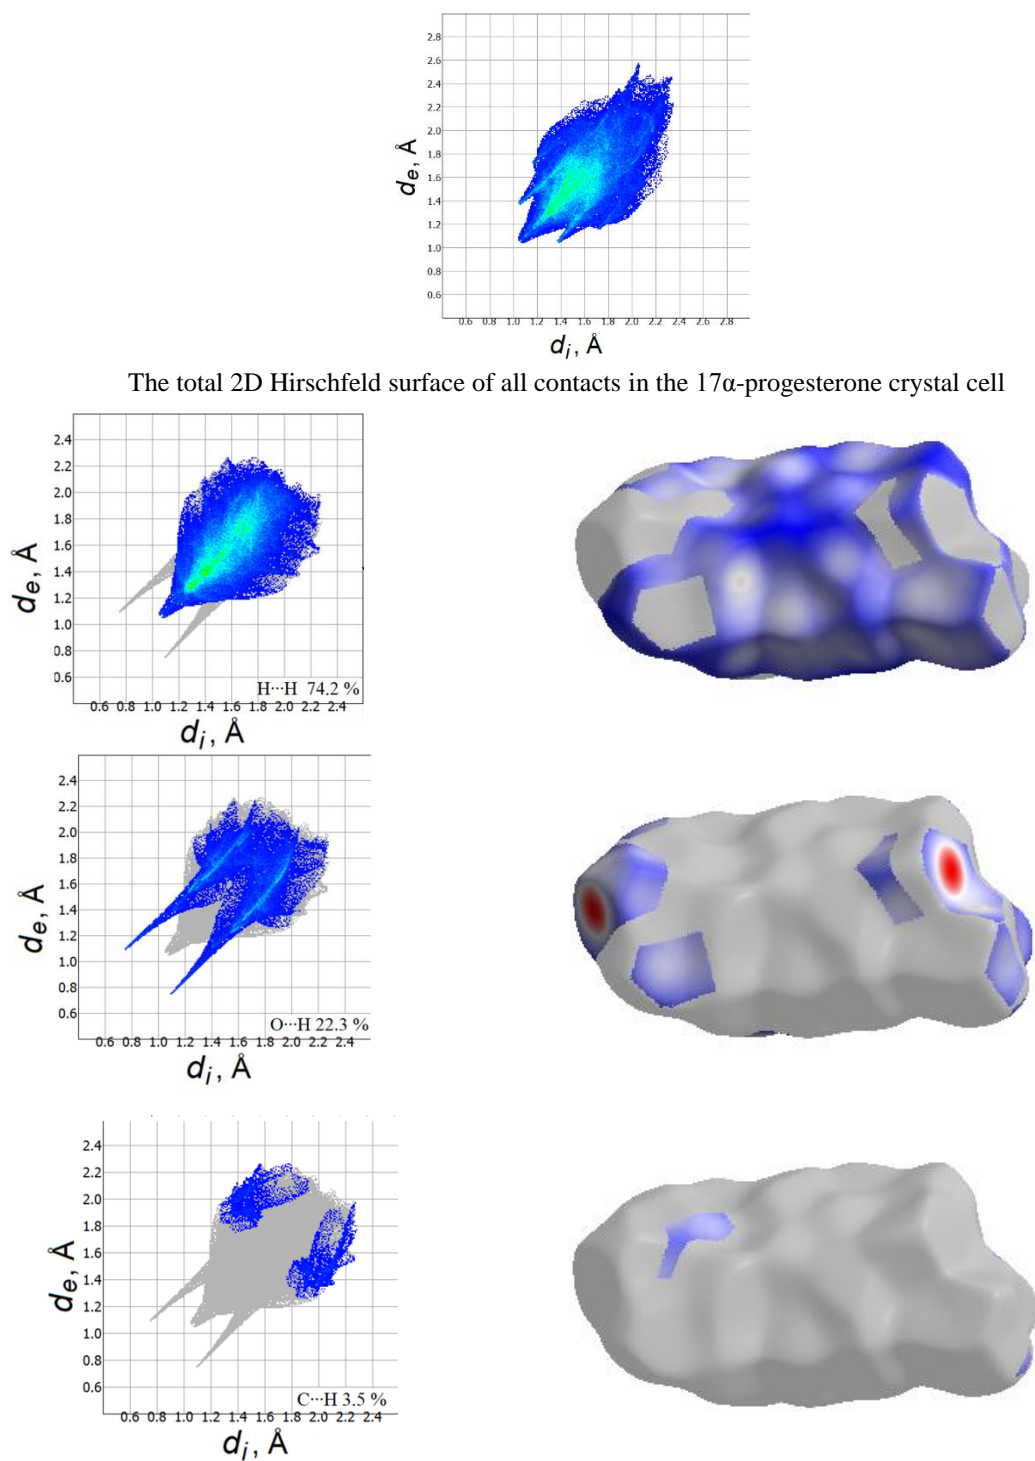 2.8
2.6
2.4
2.2
2.0
1.8
1.6
1.4
1.2
1.0
0.8
0.6
dₑ, Å
0.6 0.8 1.0 1.2 1.4 1.6 1.8 2.0 2.2 2.4 2.6 2.8
dᵢ, Å
The total 2D Hirschfeld surface of all contacts in the 17α-progesterone crystal cell
2.4
2.2
2.0
1.8
1.6
1.4
1.2
1.0
0.8
0.6
dₑ, Å
H···H 74.2 %
0.6 0.8 1.0 1.2 1.4 1.6 1.8 2.0 2.2 2.4
dᵢ, Å
2.4
2.2
2.0
1.8
1.6
1.4
1.2
1.0
0.8
0.6
dₑ, Å
O···H 22.3 %
0.6 0.8 1.0 1.2 1.4 1.6 1.8 2.0 2.2 2.4
dᵢ, Å
2.4
2.2
2.0
1.8
1.6
1.4
1.2
1.0
0.8
0.6
dₑ, Å
C···H 3.5 %
0.6 0.8 1.0 1.2 1.4 1.6 1.8 2.0 2.2 2.4
dᵢ, Å